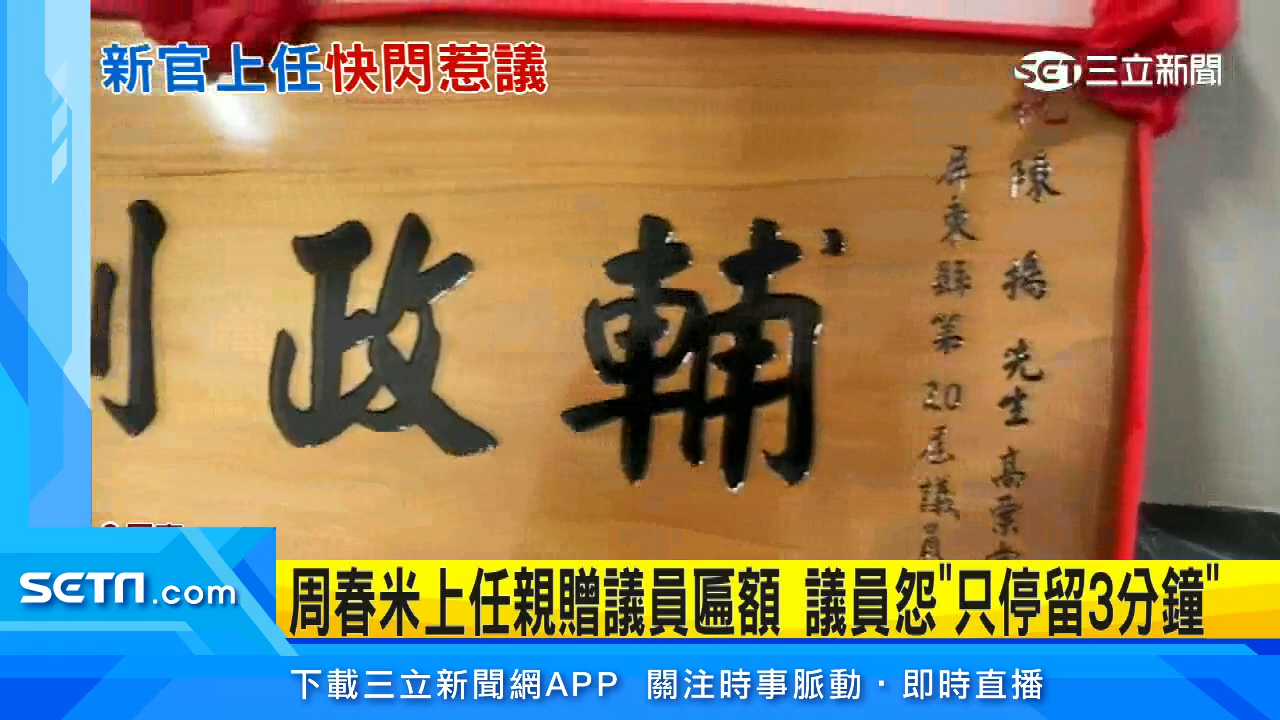 新官上任快閃惹議
SET 三立新聞
陳揚先生高票
屏東縣第20屆議員
輔政
SETN.com
周春米上任親贈議員匾額 議員怨"只停留3分鐘"
下載三立新聞網APP 關注時事脈動·即時直播